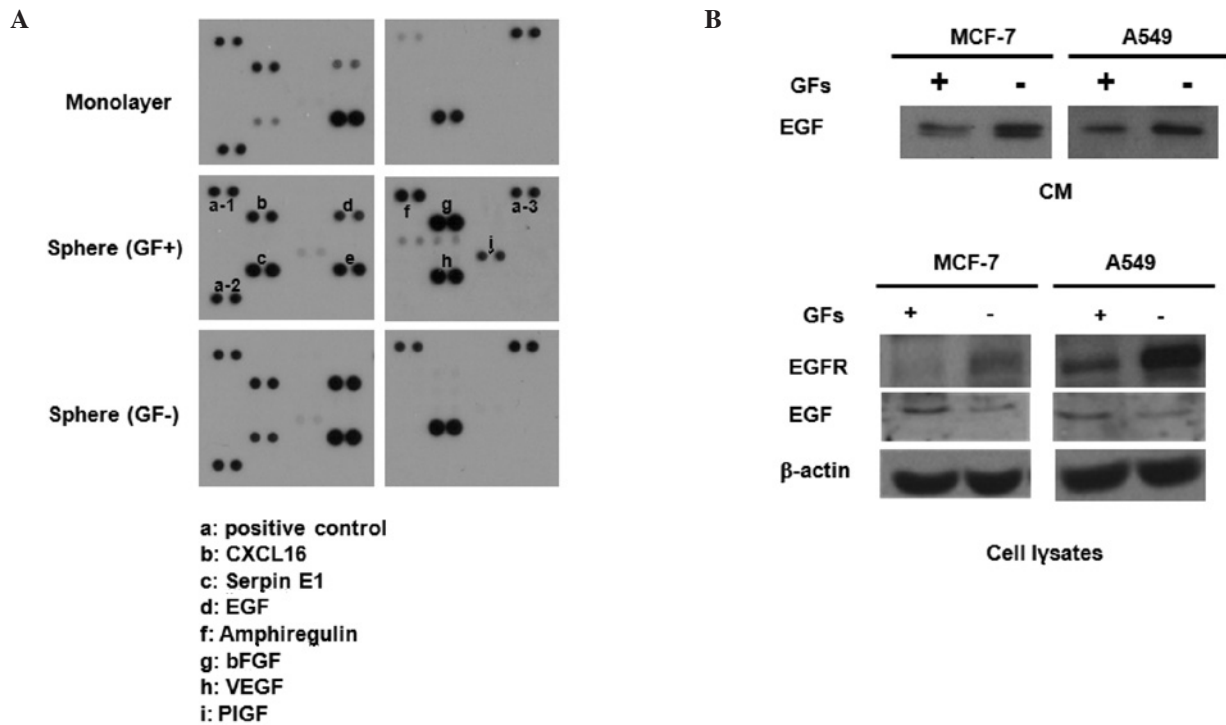 A
Monolayer
Sphere (GF+)
a-1
b
d
c
e
a-2
f
g
a-3
h
i
Sphere (GF-)
a: positive control
b: CXCL16
c: Serpin E1
d: EGF
f: Amphiregulin
g: bFGF
h: VEGF
i: PIGF
B
MCF-7 A549
GFs + - + -
EGF
CM
MCF-7 A549
GFs + - + -
EGFR
EGF
β-actin
Cell lysates